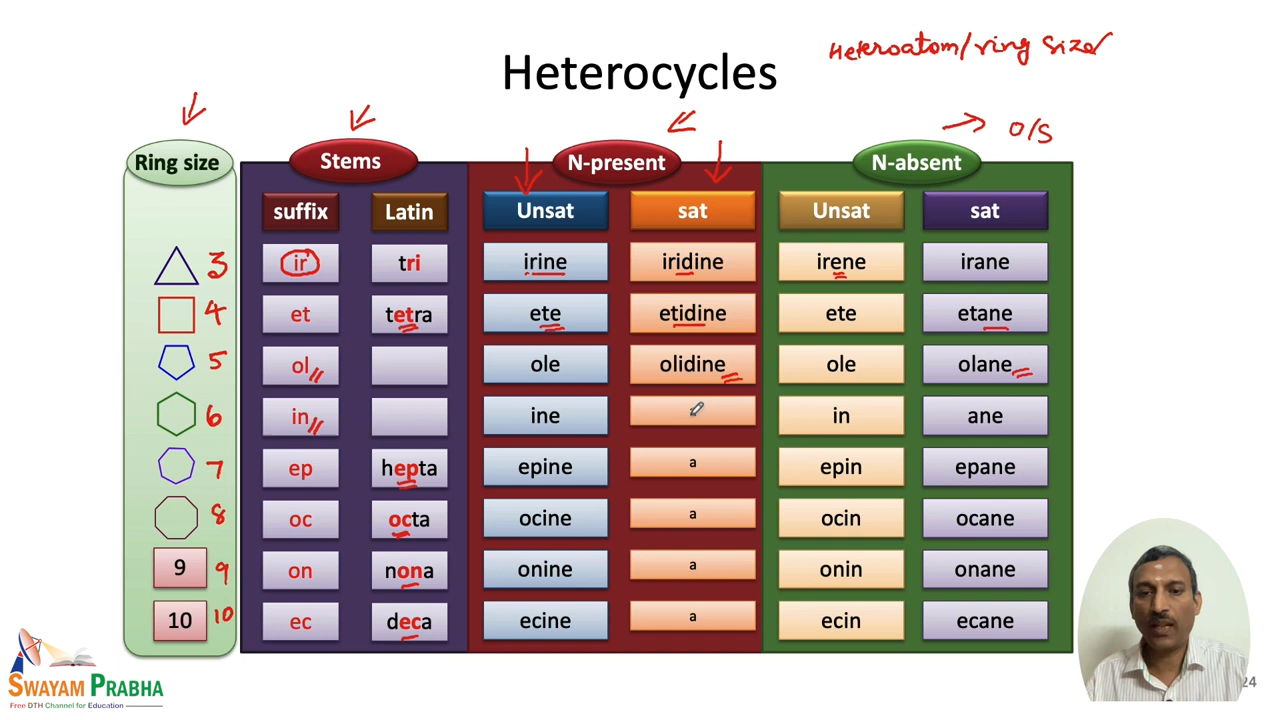 Heteroatom/ring size
Heterocycles
O/S
Ring size
Stems
N-present
N-absent
suffix Latin Unsat sat Unsat sat
3 ir tri irine iridine irene irane
4 et tetra ete etidine ete etane
5 ol ole olidine ole olane
6 in ine in ane
7 ep hepta epine a epin epane
8 oc octa ocine a ocin ocane
9 9 on nona onine a onin onane
10 10 ec deca ecine a ecin ecane
SWAYAM PRABHA
Free DTH Channel for Education
24